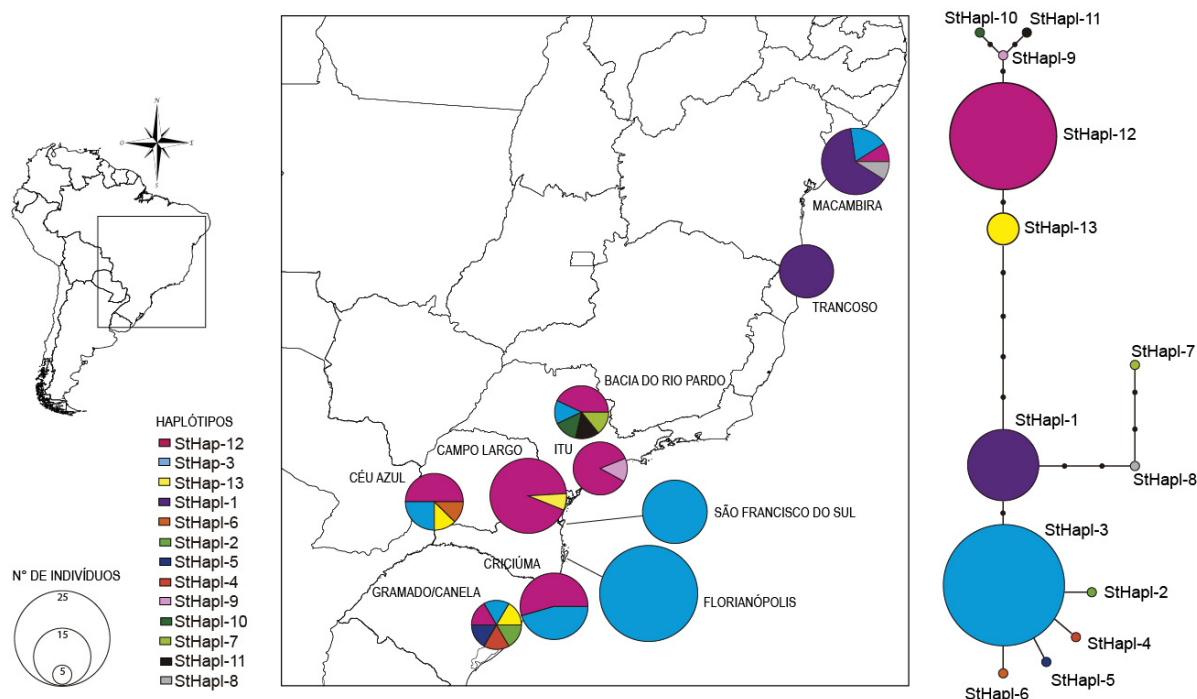 N
O
E
S
HAPLÓTIPOS
StHap-12
StHap-3
StHap-13
StHapl-1
StHapl-6
StHapl-2
StHapl-5
StHapl-4
StHapl-9
StHapl-10
StHapl-7
StHapl-11
StHapl-8
N° DE INDIVÍDUOS
25
15
5
MACAMBIRA
TRANCOSO
BACIA DO RIO PARDO
ITU
CAMPO LARGO
CÉU AZUL
SÃO FRANCISCO DO SUL
CRICIÚMA
FLORIANÓPOLIS
GRAMADO/CANELA
StHapl-10
StHapl-11
StHapl-9
StHapl-12
StHapl-13
StHapl-7
StHapl-1
StHapl-8
StHapl-3
StHapl-2
StHapl-4
StHapl-5
StHapl-6